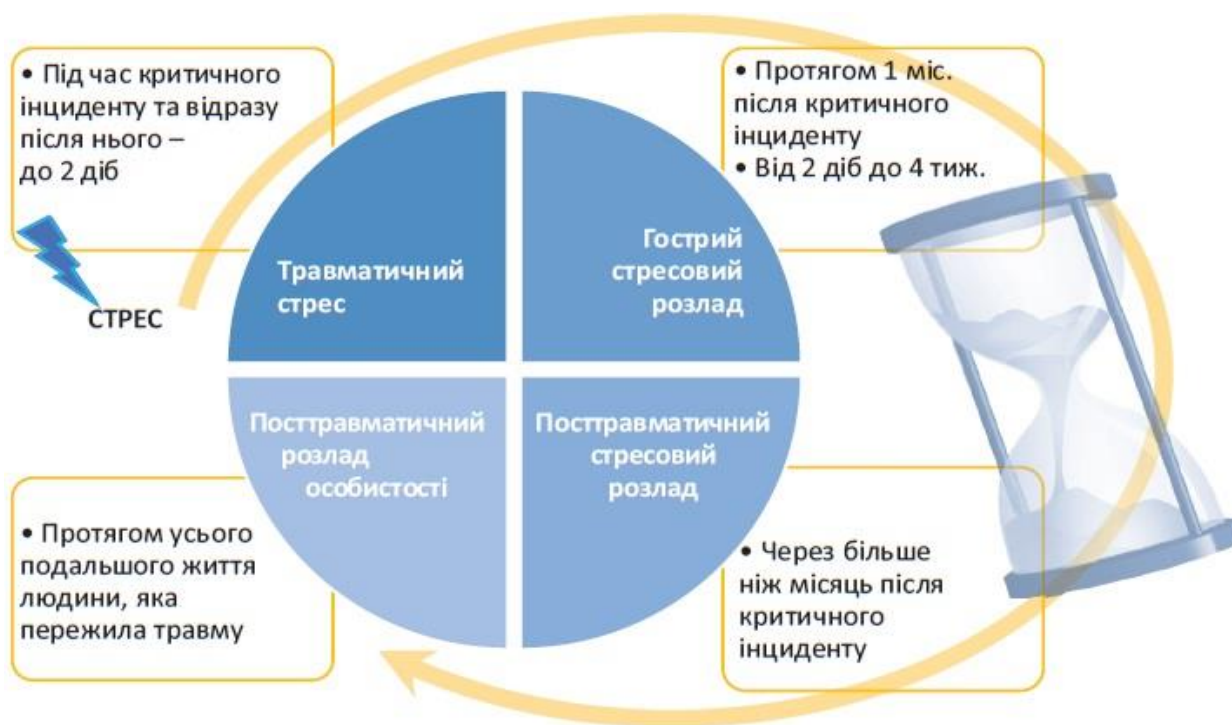 • Під час критичного
інциденту та відразу
після нього –
до 2 діб
СТРЕС
Травматичний
стрес
• Протягом 1 міс.
після критичного
інциденту
• Від 2 діб до 4 тиж.
Гострий
стресовий
розлад
Посттравматичний
стресовий
розлад
• Через більше
ніж місяць після
критичного
інциденту
Посттравматичний
розлад
особистості
• Протягом усього
подальшого життя
людини, яка
пережила травму